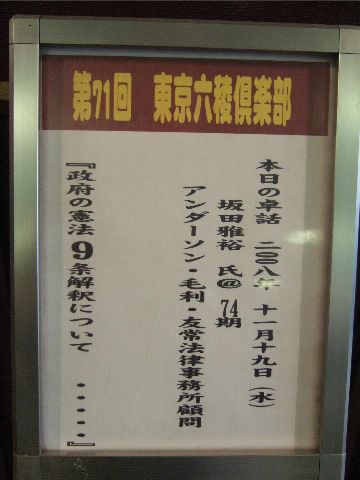 第71回　東京六稜倶楽部
本日の卓話　二〇〇八年　十一月十九日（水）
坂田雅裕　氏＠74期
アンダーソン・毛利・友常法律事務所顧問
『政府の憲法9条解釈について　・・・・・』